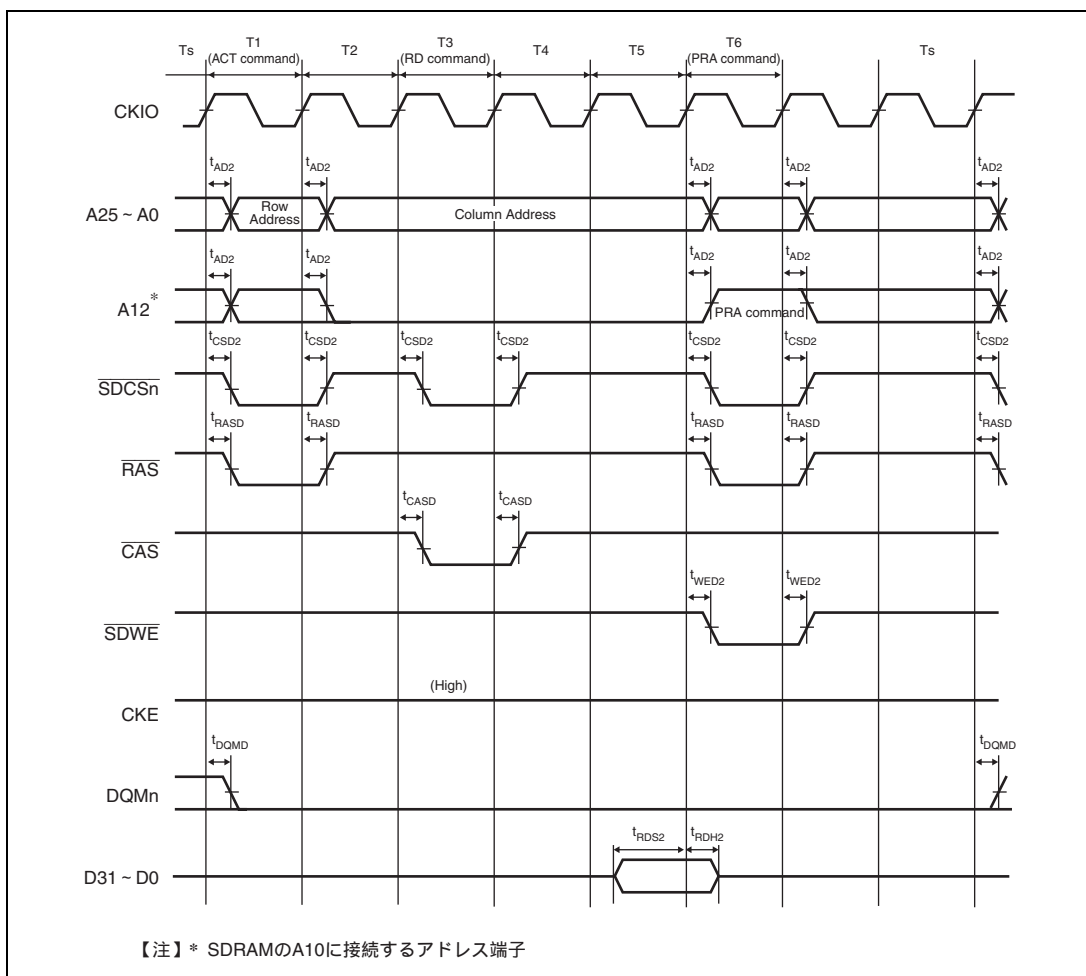 Ts T1 T2 T3 T4 T5 T6 Ts
(ACT command) (RD command) (PRA command)
CKIO
tAD2 tAD2 tAD2 tAD2 tAD2
A25 ~ A0 Row Address Column Address
tAD2 tAD2 tAD2 tAD2 tAD2
A12* PRA command
tCSD2 tCSD2 tCSD2 tCSD2 tCSD2 tCSD2 tCSD2
SDCSn
tRASD tRASD tRASD tRASD tRASD
RAS
tCASD tCASD
CAS
tWED2 tWED2
SDWE
(High)
CKE
tDQMD tDQMD
DQMn
tRDS2 tRDH2
D31 ~ D0
【注】* SDRAMのA10に接続するアドレス端子